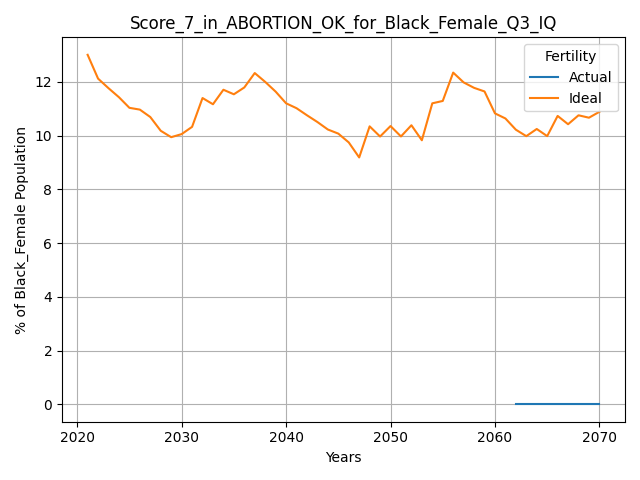 Score_7_in_ABORTION_OK_for_Black_Female_Q3_IQ
Fertility
Actual
Ideal
% of Black_Female Population
12
10
8
6
4
2
0
2020 2030 2040 2050 2060 2070
Years